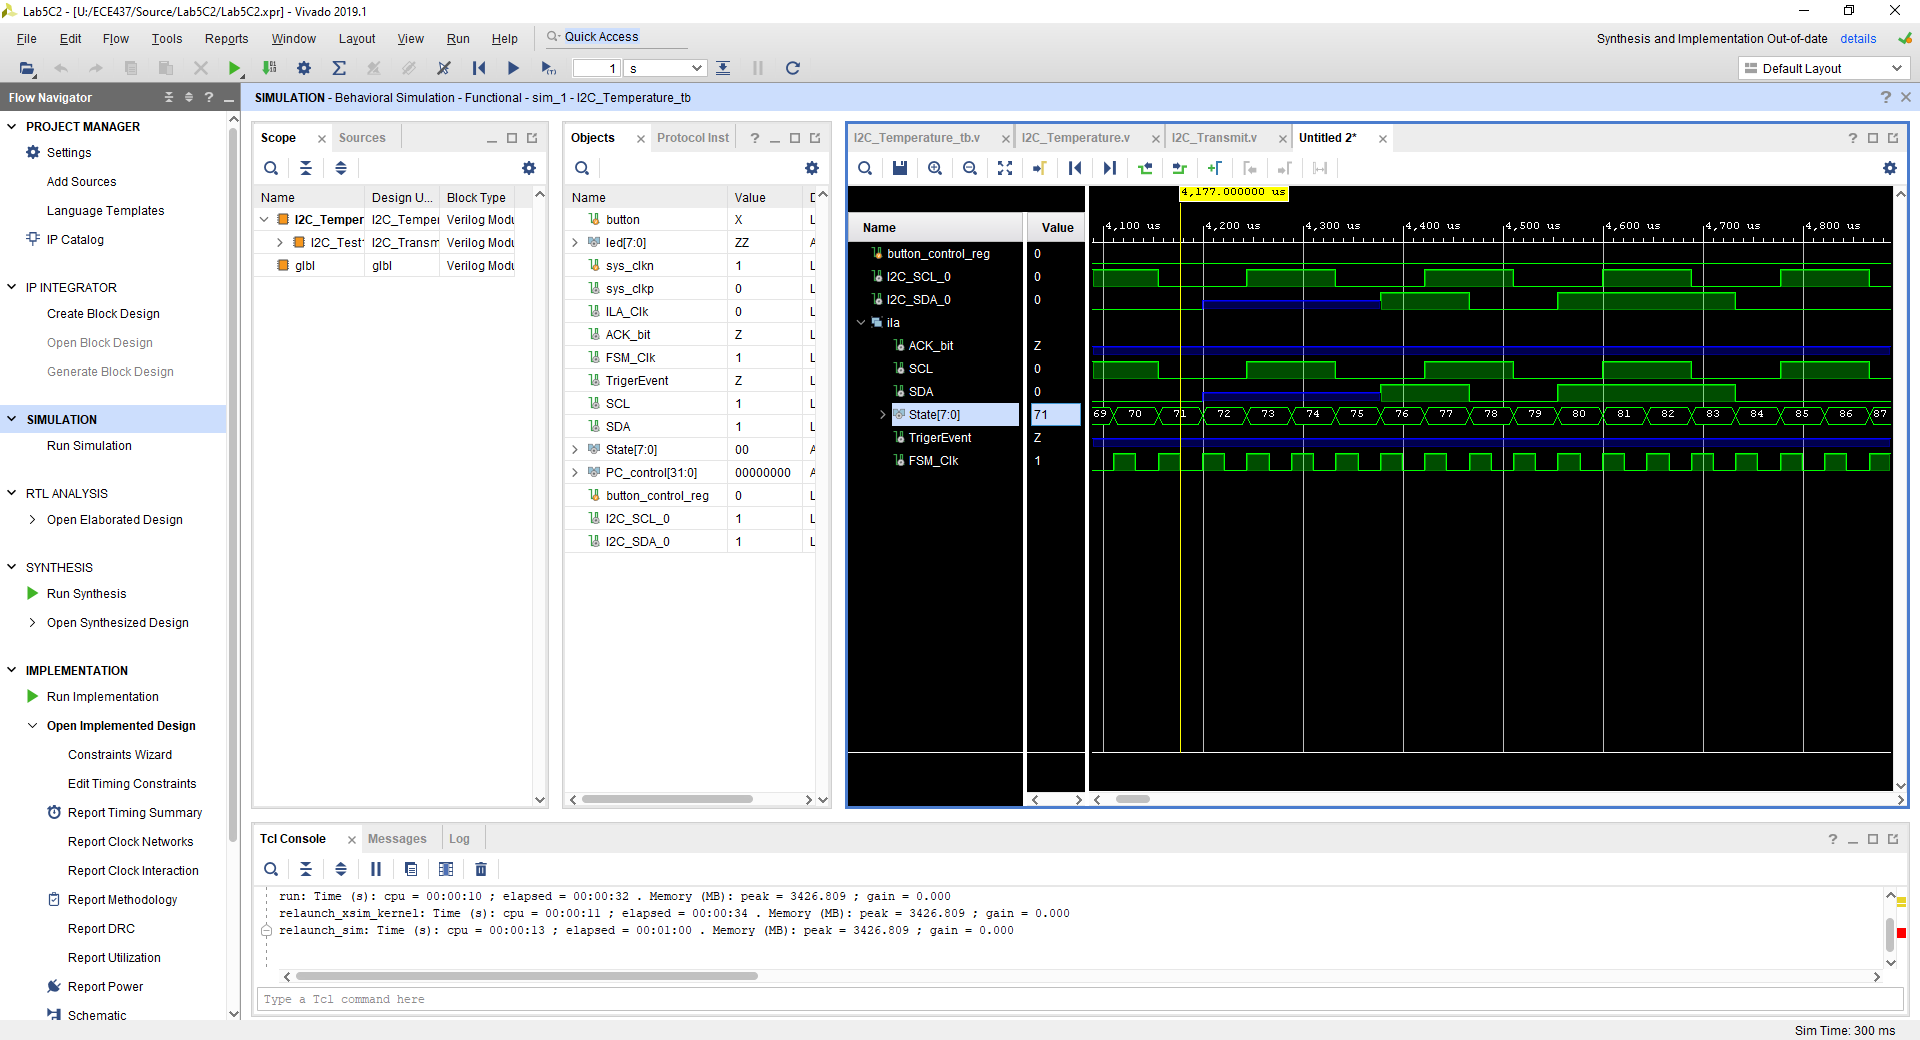 Lab5C2 - [U:/ECE437/Source/Lab5C2/Lab5C2.xpr] - Vivado 2019.1
File Edit Flow Tools Reports Window Layout View Run Help Quick Access
Synthesis and Implementation Out-of-date details
1 s
Default Layout
Flow Navigator
PROJECT MANAGER
Settings
Add Sources
Language Templates
IP Catalog
IP INTEGRATOR
Create Block Design
Open Block Design
Generate Block Design
SIMULATION
Run Simulation
RTL ANALYSIS
Open Elaborated Design
SYNTHESIS
Run Synthesis
Open Synthesized Design
IMPLEMENTATION
Run Implementation
Open Implemented Design
Constraints Wizard
Edit Timing Constraints
Report Timing Summary
Report Clock Networks
Report Clock Interaction
Report Methodology
Report DRC
Report Utilization
Report Power
Schematic
SIMULATION - Behavioral Simulation - Functional - sim_1 - I2C_Temperature_tb
Scope Sources
Name Design U... Block Type
I2C_Temper I2C_Temper Verilog Modu
I2C_Test I2C_Transm Verilog Modu
glbl glbl Verilog Modu
Objects Protocol Inst
Name Value
button X L
led[7:0] ZZ A
sys_clkn 1 L
sys_clkp 0 L
ILA_Clk 0 L
ACK_bit Z L
FSM_Clk 1 L
TrigerEvent Z L
SCL 1 L
SDA 1 L
State[7:0] 00 A
PC_control[31:0] 00000000 A
button_control_reg 0 L
I2C_SCL_0 1 L
I2C_SDA_0 1 L
I2C_Temperature_tb.v I2C_Temperature.v I2C_Transmit.v Untitled 2*
4,177.000000 us
Name Value
4,100 us 4,200 us 4,300 us 4,400 us 4,500 us 4,600 us 4,700 us 4,800 us
button_control_reg 0
I2C_SCL_0 0
I2C_SDA_0 0
ila
ACK_bit Z
SCL 0
SDA 0
State[7:0] 71
69 70 71 72 73 74 75 76 77 78 79 80 81 82 83 84 85 86 87
TrigerEvent Z
FSM_Clk 1
Tcl Console Messages Log
run: Time (s): cpu = 00:00:10 ; elapsed = 00:00:32 . Memory (MB): peak = 3426.809 ; gain = 0.000
relaunch_xsim_kernel: Time (s): cpu = 00:00:11 ; elapsed = 00:00:34 . Memory (MB): peak = 3426.809 ; gain = 0.000
relaunch_sim: Time (s): cpu = 00:00:13 ; elapsed = 00:01:00 . Memory (MB): peak = 3426.809 ; gain = 0.000
Type a Tcl command here
Sim Time: 300 ms